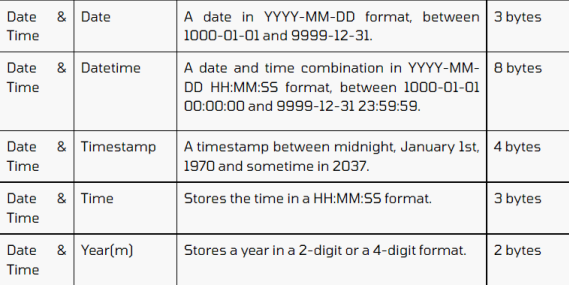 Date & Date A date in YYYY-MM-DD format, between 3 bytes
Time 1000-01-01 and 9999-12-31.
Date & Datetime A date and time combination in YYYY-MM- 8 bytes
Time DD HH:MM:SS format, between 1000-01-01
00:00:00 and 9999-12-31 23:59:59.
Date & Timestamp A timestamp between midnight, January 1st, 4 bytes
Time 1970 and sometime in 2037.
Date & Time Stores the time in a HH:MM:SS format. 3 bytes
Time
Date & Year(m) Stores a year in a 2-digit or a 4-digit format. 2 bytes
Time